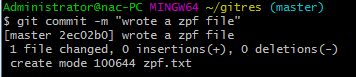 Administrator@nac-PC MINGW64 ~/gitres (master)
$ git commit -m "wrote a zpf file"
[master 2ec02b0] wrote a zpf file
 1 file changed, 0 insertions(+), 0 deletions(-)
 create mode 100644 zpf.txt